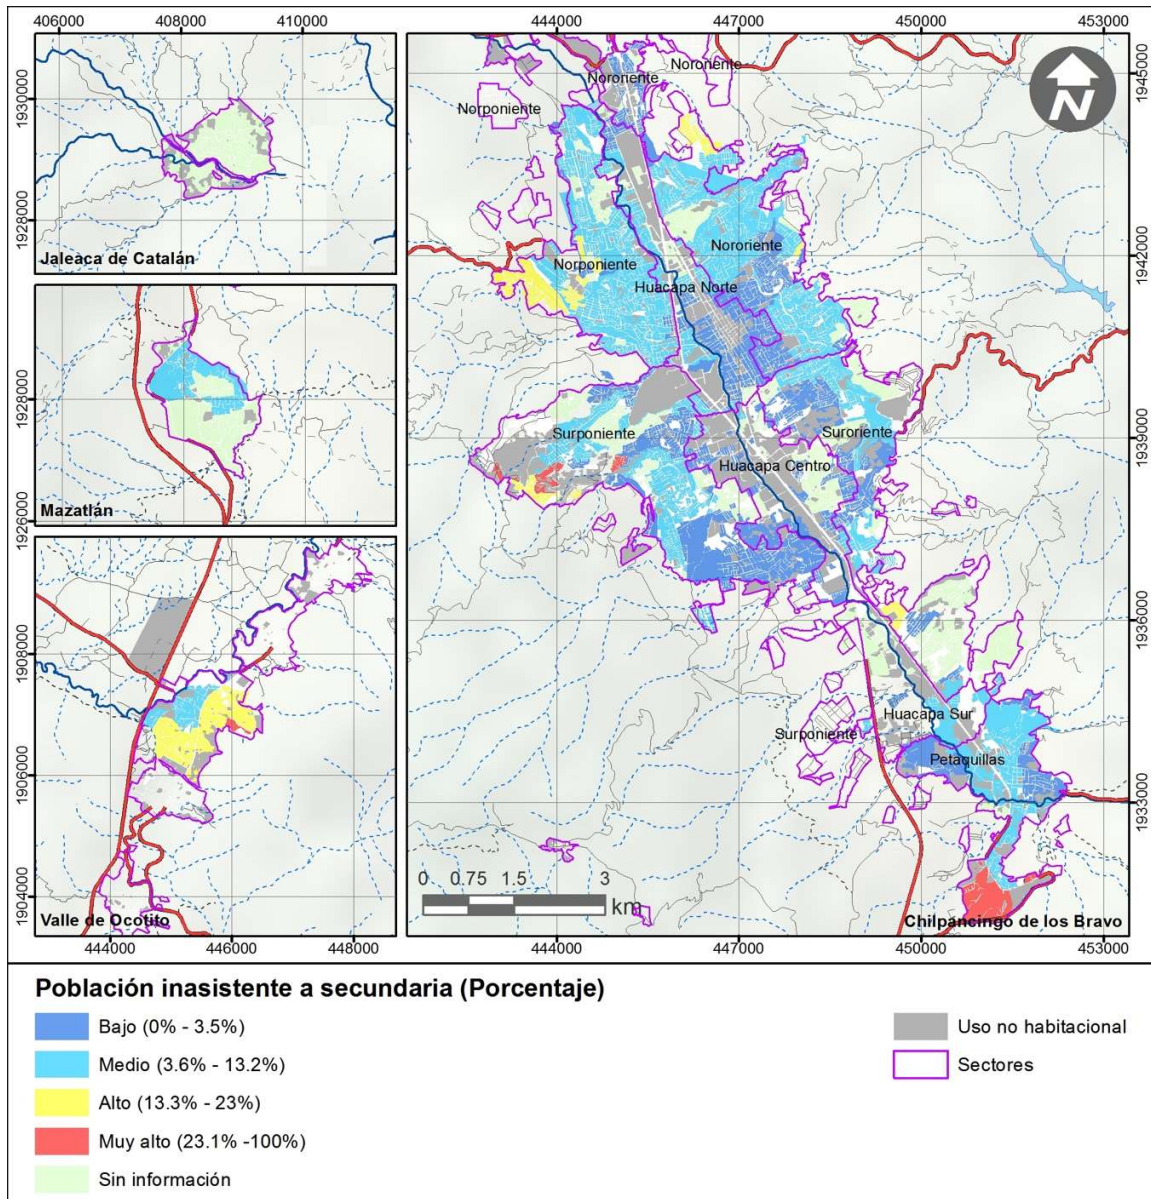 406000 408000 410000
1930000
1928000
Jaleaca de Catalán
1928000
1926000
Mazatlán
1908000
1906000
1904000
Valle de Ocotito
444000 446000 448000
4444000 447000 4450000 453000
1945000
1942000
1939000
1936000
1933000
N
Nororiente
Nororiente
Norponiente
Nororiente
Norponiente
Huacapa Norte
Surponiente
Suroriente
Huacapa Centro
Huacapa Sur
Surponiente
Petaquillas
0 0.75 1.5 3
km
Chilpancingo de los Bravo
4444000 447000 4450000 453000
Población inasistente a secundaria (Porcentaje)
Bajo (0% - 3.5%)
Medio (3.6% - 13.2%)
Alto (13.3% - 23%)
Muy alto (23.1% -100%)
Sin información
Uso no habitacional
Sectores